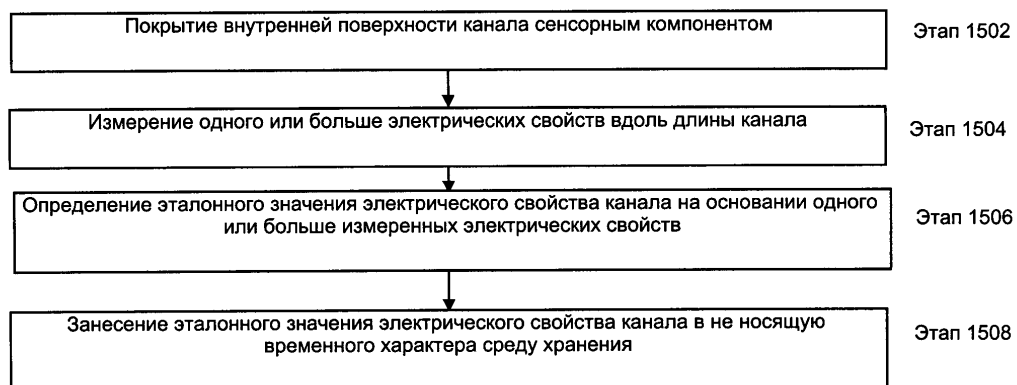 Покрытие внутренней поверхности канала сенсорным компонентом
Этап 1502
Измерение одного или больше электрических свойств вдоль длины канала
Этап 1504
Определение эталонного значения электрического свойства канала на основании одного
или больше измеренных электрических свойств
Этап 1506
Занесение эталонного значения электрического свойства канала в не носящую
временного характера среду хранения
Этап 1508